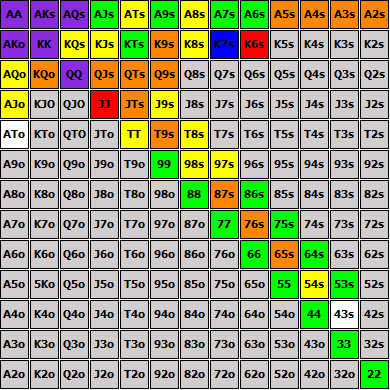 AA AKs AQs AJs ATs A9s A8s A7s A6s A5s A4s A3s A2s
AKo KK KQs KJs KTs K9s K8s K7s K6s K5s K4s K3s K2s
AQo KQo QQ QJs QTs Q9s Q8s Q7s Q6s Q5s Q4s Q3s Q2s
AJo KJO QJO JJ JTs J9s J8s J7s J6s J5s J4s J3s J2s
ATo KTo QTO JTo TT T9s T8s T7s T6s T5s T4s T3s T2s
A9o K9o Q9o J9o T9o 99 98s 97s 96s 95s 94s 93s 92s
A8o K8o Q8o J8o T8o 98o 88 87s 86s 85s 84s 83s 82s
A7o K7o Q7o J7o T7o 97o 87o 77 76s 75s 74s 73s 72s
A6o K6o Q6o J6o T6o 96o 86o 76o 66 65s 64s 63s 62s
A5o 5Ko Q5o J5o T5o 95o 85o 75o 65o 55 54s 53s 52s
A4o K4o Q4o J4o T4o 94o 84o 74o 64o 54o 44 43s 42s
A3o K3o Q3o J3o T3o 93o 83o 73o 63o 53o 43o 33 32s
A2o K2o Q2o J2o T2o 92o 82o 72o 62o 52o 42o 32o 22